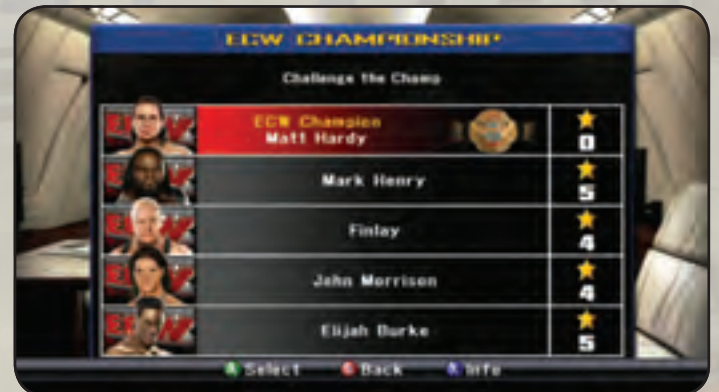 ECW CHAMPIONSHIP
Challenge the Champ
ECW Champion
Matt Hardy
0
Mark Henry
5
Finlay
4
John Morrison
4
Elijah Burke
5
A Select B Back X Info